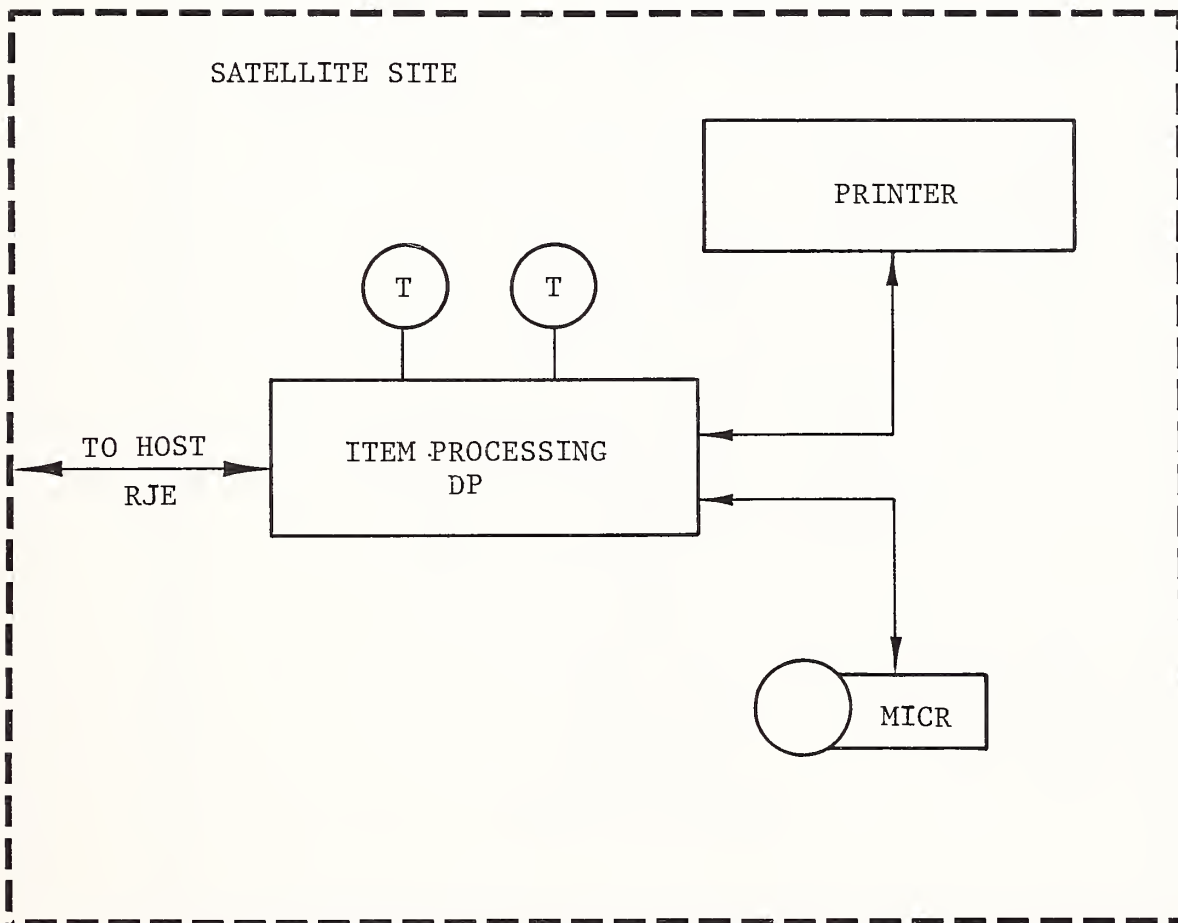 SATELLITE SITE
PRINTER
T
T
TO HOST
RJE
ITEM PROCESSING
DP
MICR